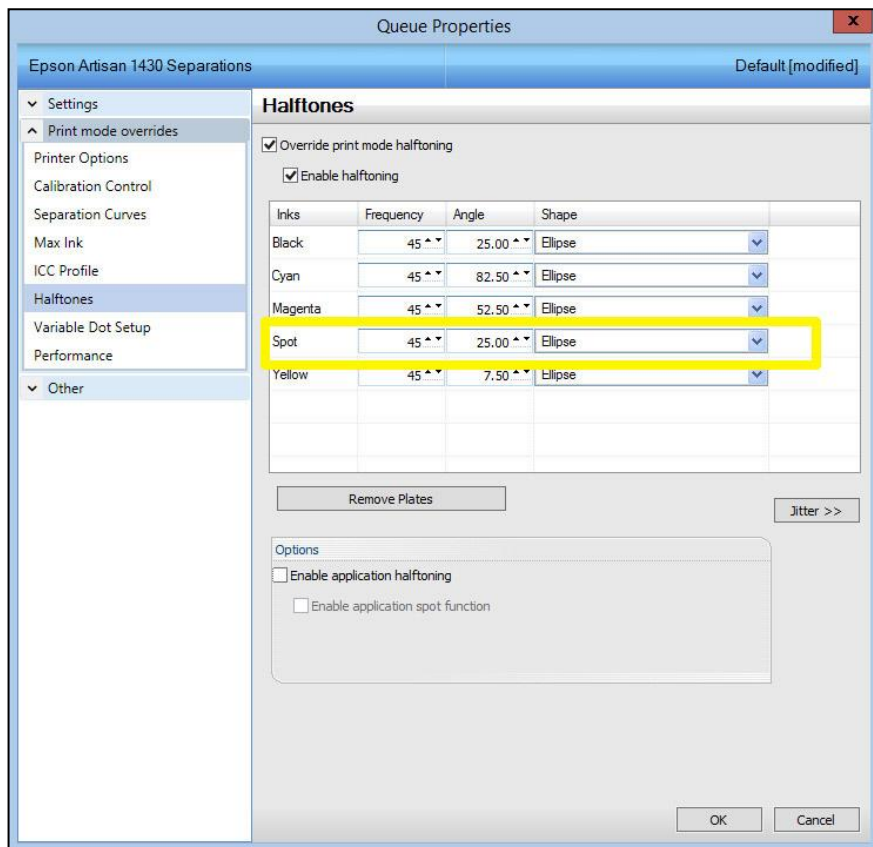 Queue Properties
x
Epson Artisan 1430 Separations Default [modified]
Settings
Print mode overrides
Printer Options
Calibration Control
Separation Curves
Max Ink
ICC Profile
Halftones
Variable Dot Setup
Performance
Other
Halftones
Override print mode halftoning
Enable halftoning
Inks Frequency Angle Shape
Black 45 25.00 Ellipse
Cyan 45 82.50 Ellipse
Magenta 45 52.50 Ellipse
Spot 45 25.00 Ellipse
Yellow 45 7.50 Ellipse
Remove Plates
Jitter >>
Options
Enable application halftoning
Enable application spot function
OK Cancel